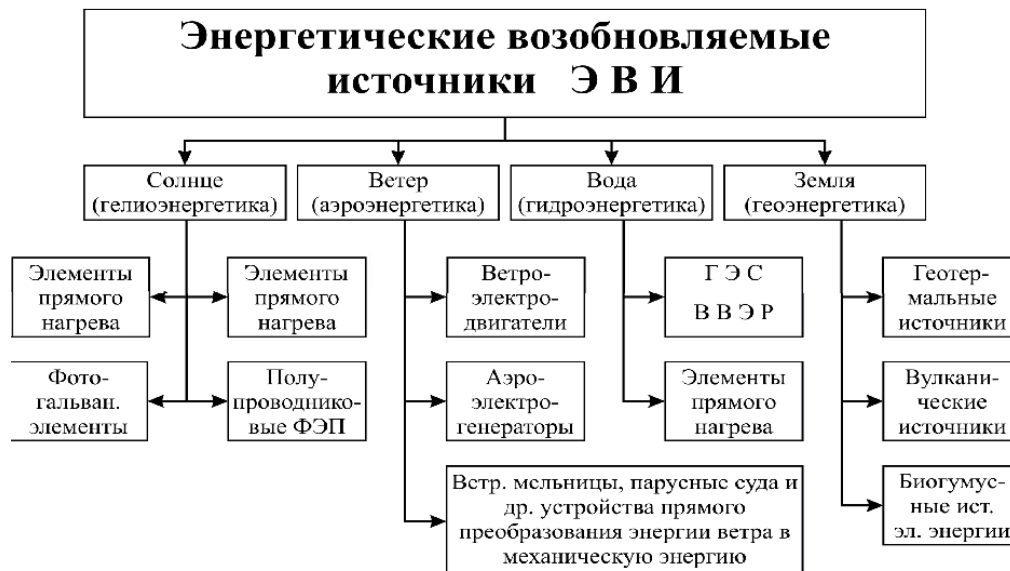 Энергетические возобновляемые
источники Э В И
Солнце
(гелиоэнергетика)
Ветер
(аэроэнергетика)
Вода
(гидроэнергетика)
Земля
(геоэнергетика)
Элементы
прямого
нагрева
Элементы
прямого
нагрева
Ветро-
электро-
двигатели
Г Э С
В В Э Р
Геотер-
мальные
источники
Фото-
гальван.
элементы
Полу-
проводнико-
вые ФЭП
Аэро-
электро-
генераторы
Элементы
прямого
нагрева
Вулкани-
ческие
источники
Ветр. мельницы, парусные суда и
др. устройства прямого
преобразования энергии ветра в
механическую энергию
Биогумус-
ные ист.
эл. энергии